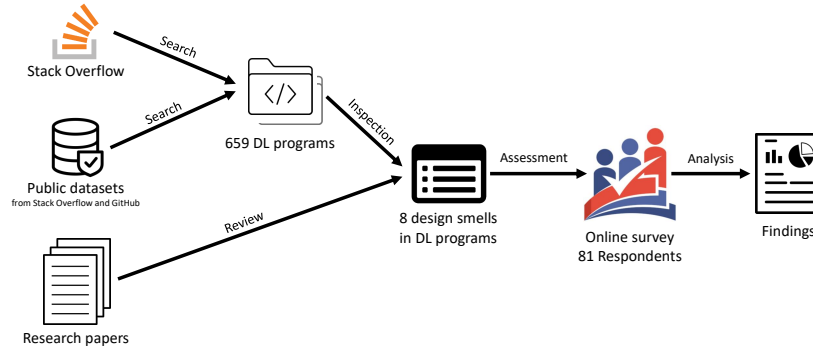 Stack Overflow
Search
Search
Public datasets
from Stack Overflow and GitHub
</>
659 DL programs
Inspection
Review
Research papers
8 design smells
in DL programs
Assessment
Online survey
81 Respondents
Analysis
Findings